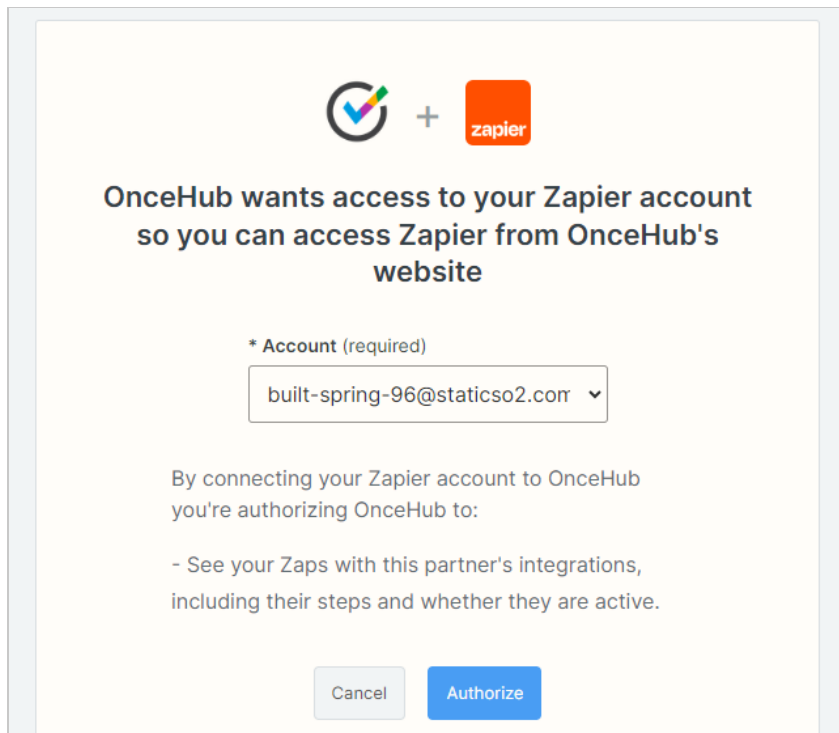 +
zapier
OnceHub wants access to your Zapier account
so you can access Zapier from OnceHub's
website
* Account (required)
built-spring-96@staticso2.com
By connecting your Zapier account to OnceHub
you're authorizing OnceHub to:
- See your Zaps with this partner's integrations,
including their steps and whether they are active.
Cancel
Authorize